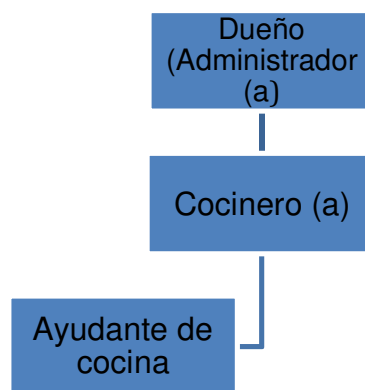 Dueño
(Administrador
(a)
Cocinero (a)
Ayudante de
cocina